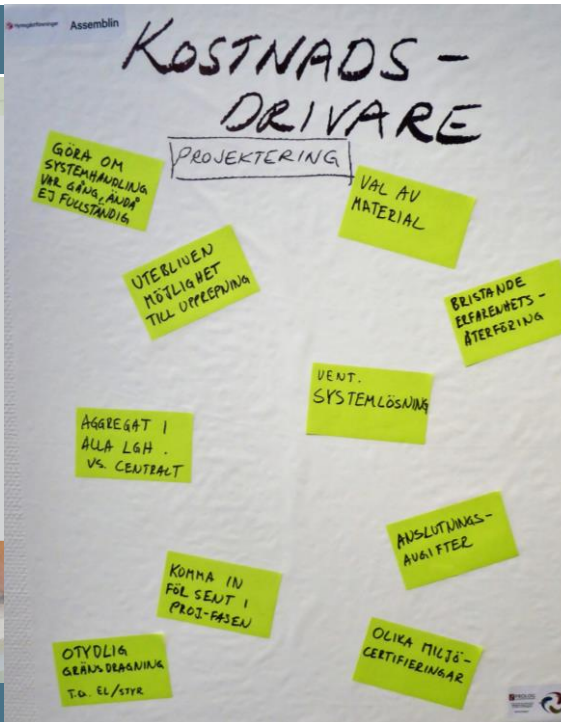 Hyresgästföreningen
Assemblin
KOSTNADS-
DRIVARE
PROJEKTERING
GÖRA OM
SYSTEMHANDLING
VAR GÅNG, ÄNDÅ
EJ FULLSTÄNDIG
VAL AV
MATERIAL
UTEBLIVEN
MÖJLIGHET
TILL UPPREPNING
BRISTANDE
ERFARENHETS-
ÅTERFÖRING
VENT.
SYSTEMLÖSNING
AGGREGAT I
ALLA LGH.
VS. CENTRALT
ANSLUTNINGS-
AVGIFTER
KOMMA IN
FÖR SENT I
PROJ-FASEN
OLIKA MILJÖ-
CERTIFIERINGAR
OTYDLIG
GRÄNSDRAGNING
T.Q. EL/STYR
PROLOG